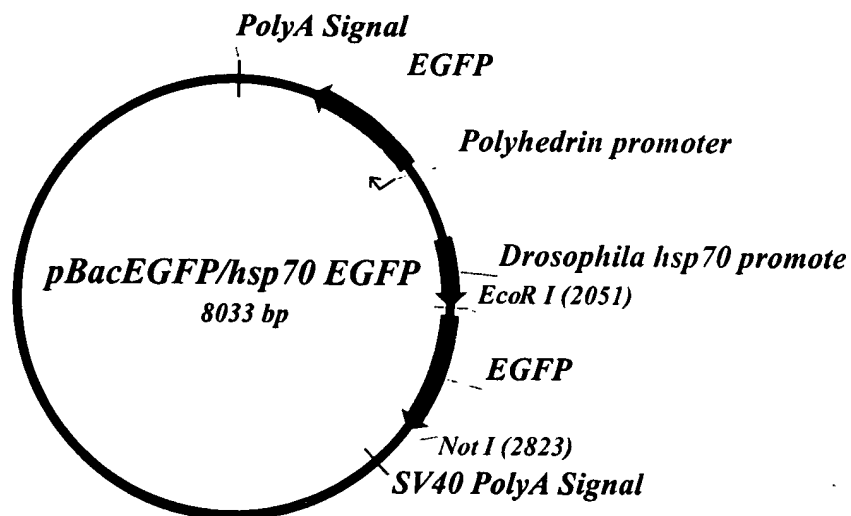 PolyA Signal
EGFP
Polyhedrin promoter
Drosophila hsp70 promote
pBacEGFP/hsp70 EGFP
8033 bp
EcoR I (2051)
EGFP
Not I (2823)
SV40 PolyA Signal